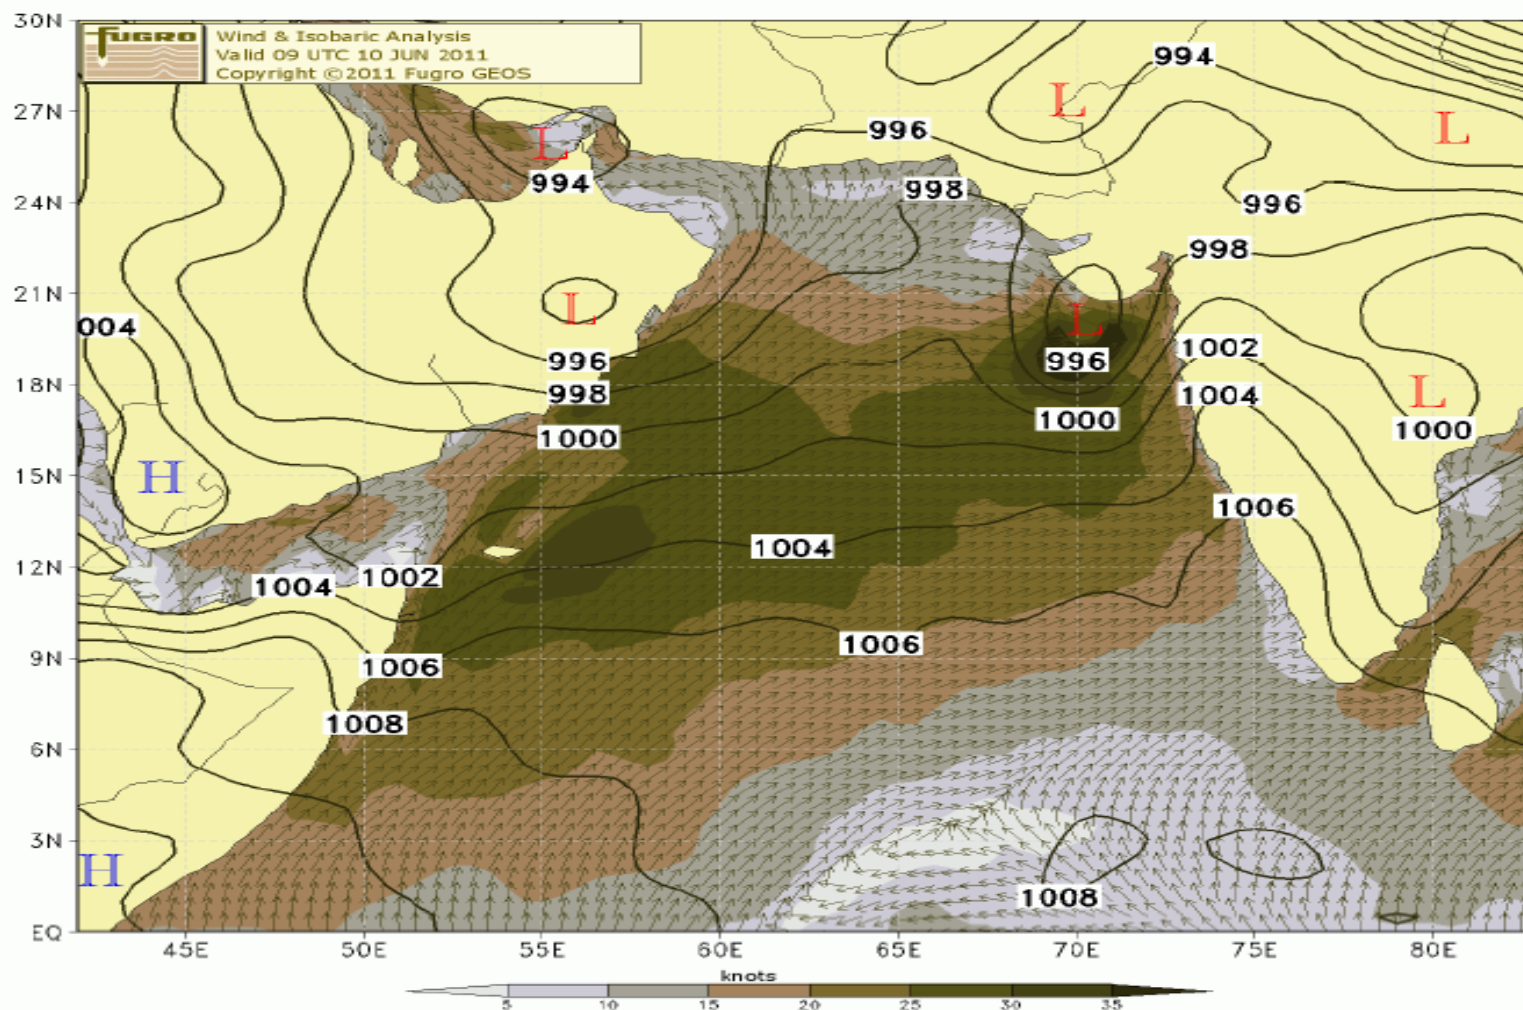 30N
FUGRO
Wind & Isobaric Analysis
Valid 09 UTC 10 JUN 2011
Copyright ©2011 Fugro GEOS
994
27N
L
L
996
L
994
24N
998
996
998
21N
L
L
004
1002
996
996
18N
998
1004
L
1000
1000
1000
15N
H
1006
1004
12N
1002
1004
1006
9N
1006
1008
6N
3N
H
1008
EQ
45E 50E 55E 60E 65E 70E 75E 80E
knots
5 10 15 20 25 30 35